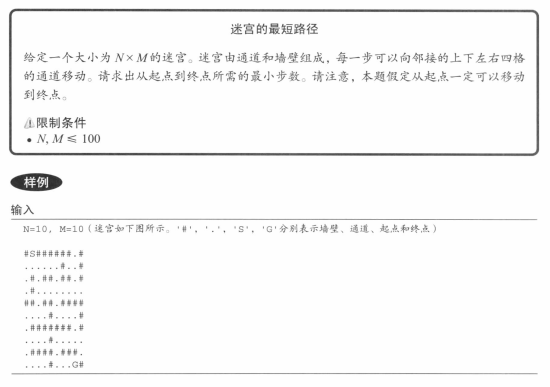 迷宫的最短路径
给定一个大小为 N×M 的迷宫。迷宫由通道和墙壁组成，每一步可以向邻接的上下左右四格
的通道移动。请求出从起点到终点所需的最小步数。请注意，本题假定从起点一定可以移动
到终点。
⚠限制条件
• N, M ≤ 100
样例
输入
N=10, M=10（迷宫如下图所示。'#'，'.'，'S'，'G'分别表示墙壁、通道、起点和终点）
#S######.#
......#..#
.#.##.##.#
.#........
##.##.####
....#....#
.#######.#
....#.....
.####.###.
....#...G#